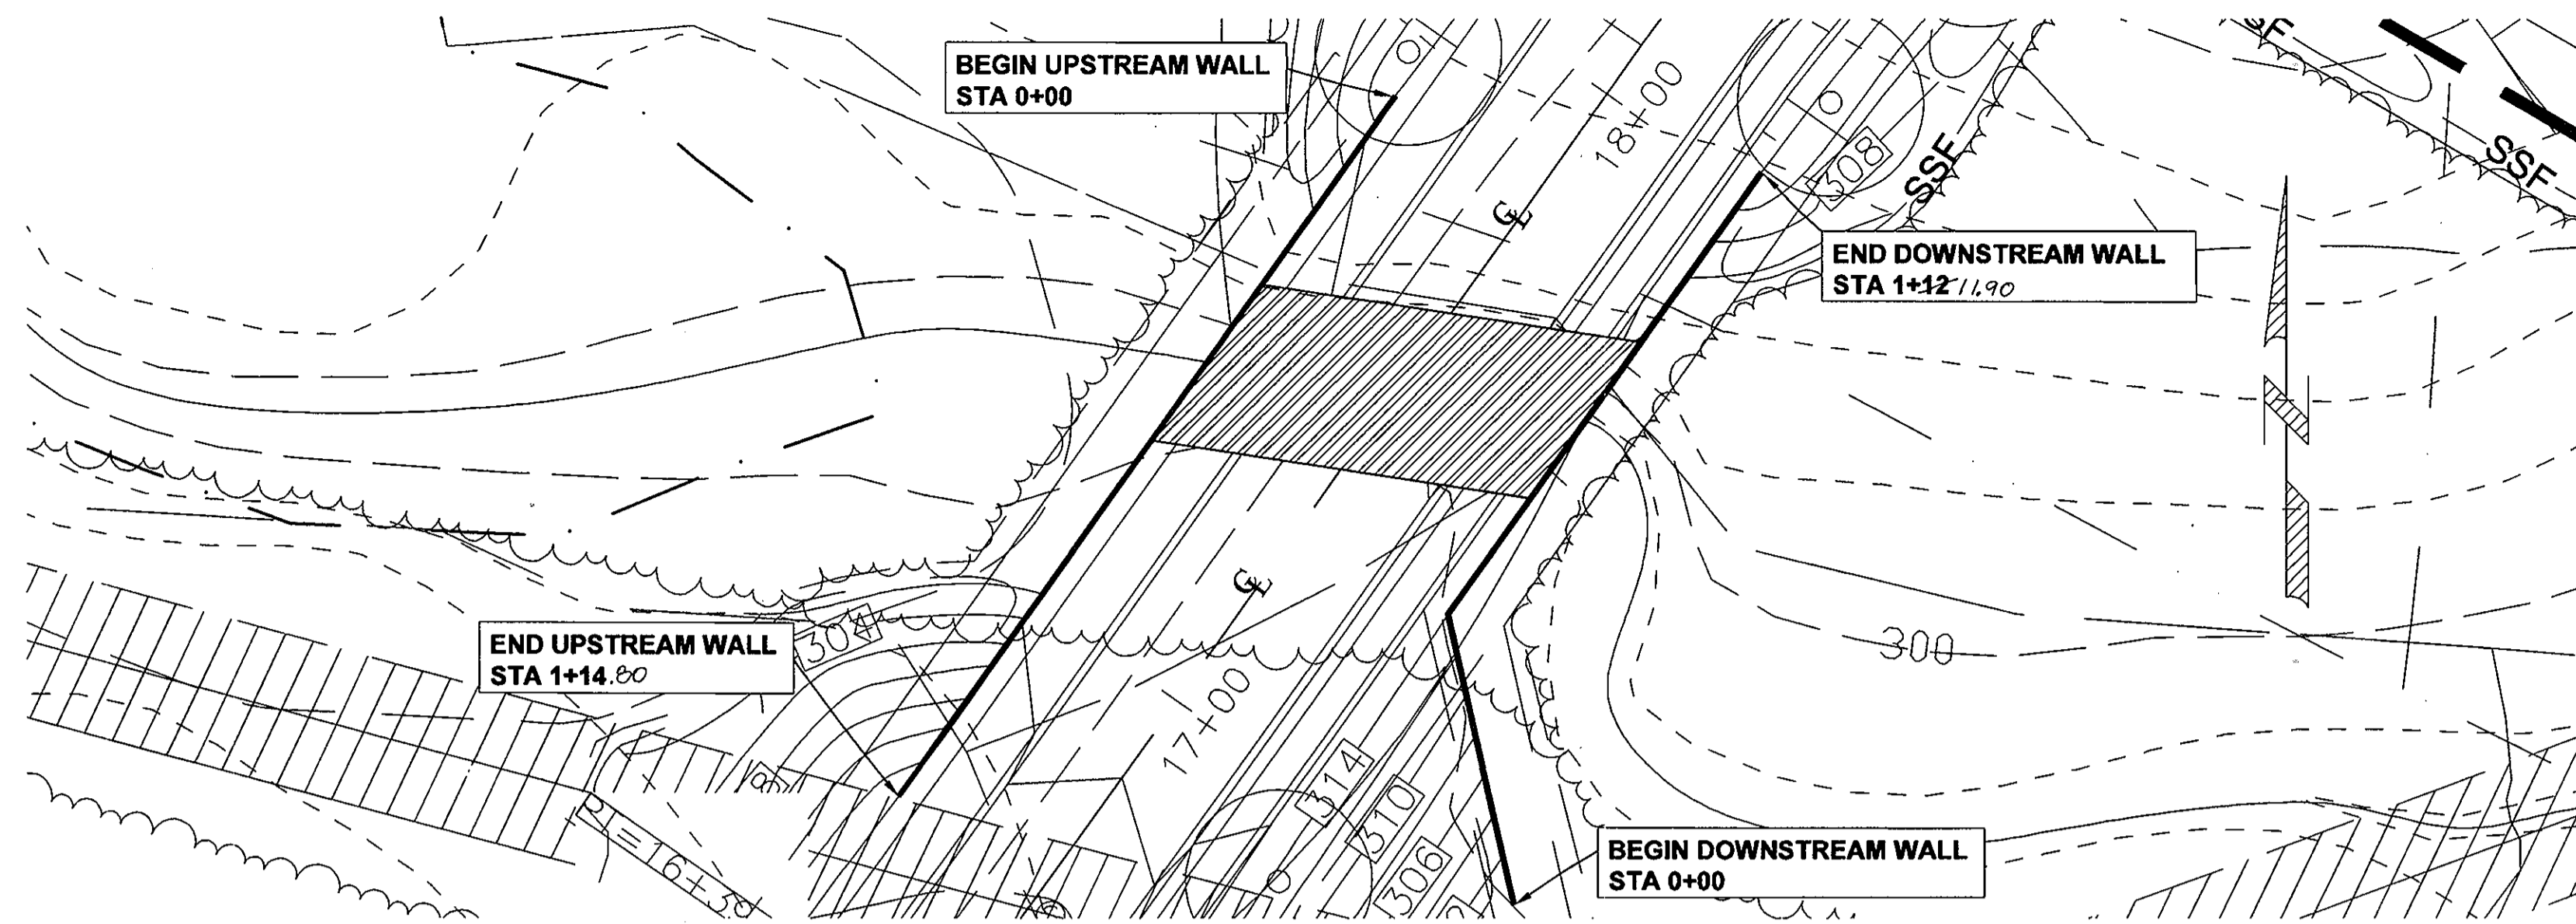 BEGIN UPSTREAM WALL
STA 0+00
18+00
308
SSF
SSF
℄
END DOWNSTREAM WALL
STA 1+12 11.90
N
℄
304
END UPSTREAM WALL
STA 1+14.80
300
17+00
314
310
306
BEGIN DOWNSTREAM WALL
STA 0+00